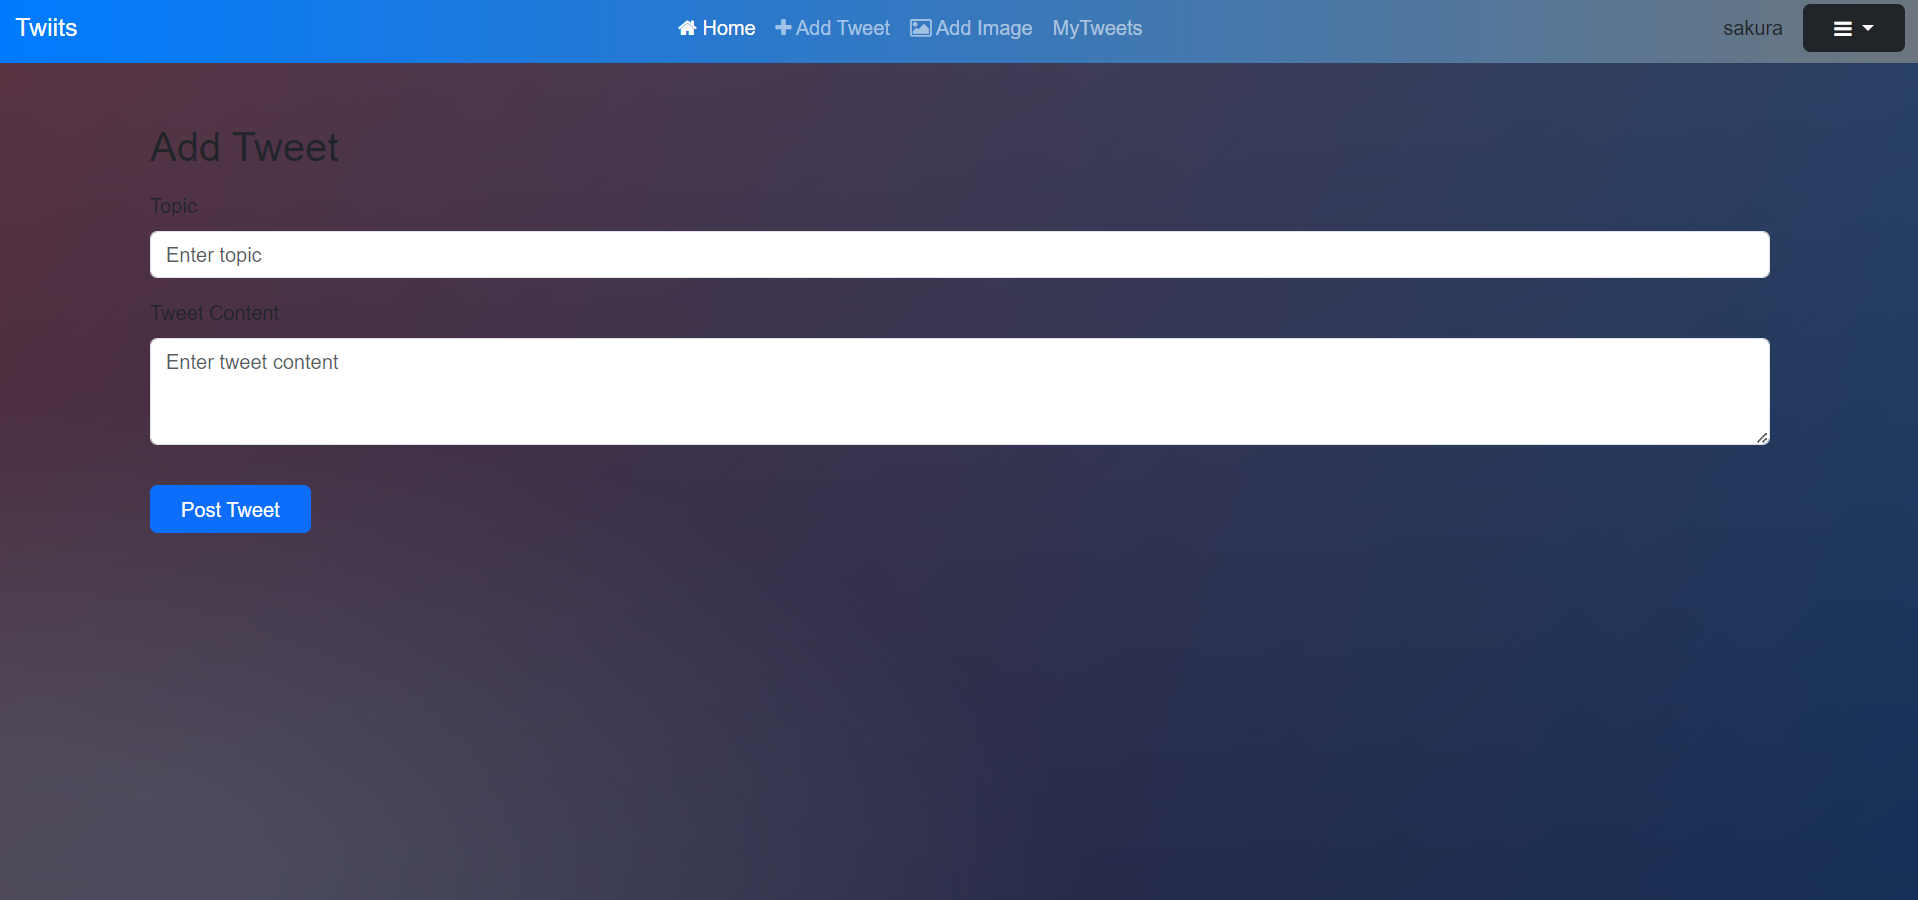 Twiits
Home Add Tweet Add Image MyTweets
sakura
Add Tweet
Topic
Enter topic
Tweet Content
Enter tweet content
Post Tweet